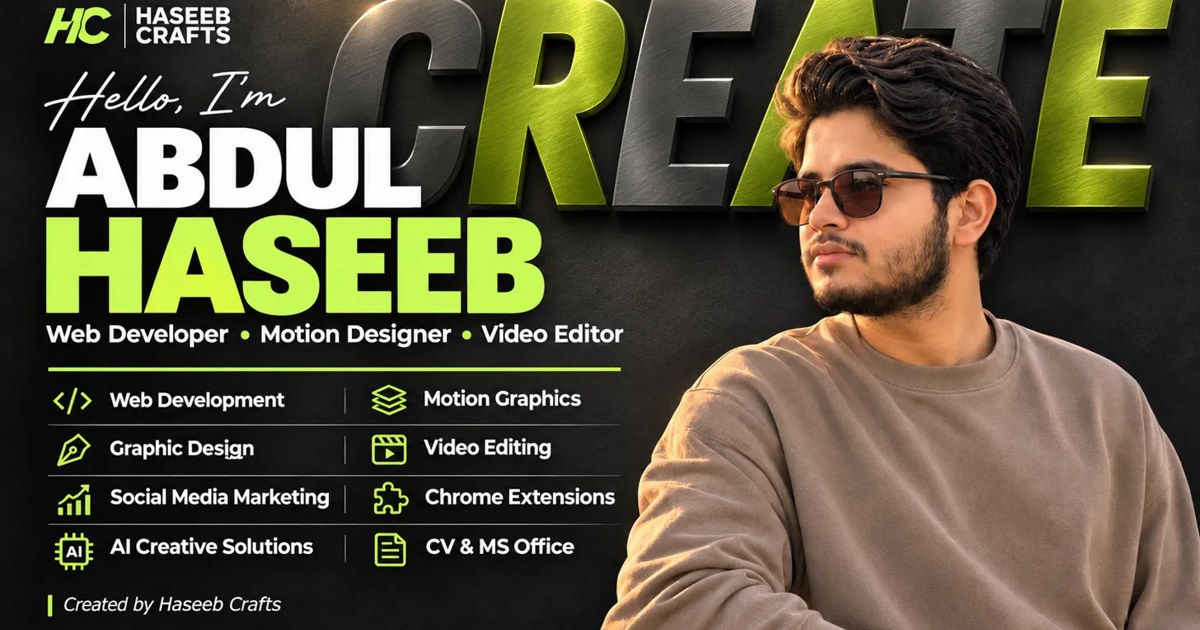 HC | HASEEB
CRAFTS
CREATE
Hello, I'm
ABDUL
HASEEB
Web Developer • Motion Designer • Video Editor
Web Development
Motion Graphics
Graphic Design
Video Editing
Social Media Marketing
Chrome Extensions
AI
AI Creative Solutions
CV & MS Office
Created by Haseeb Crafts